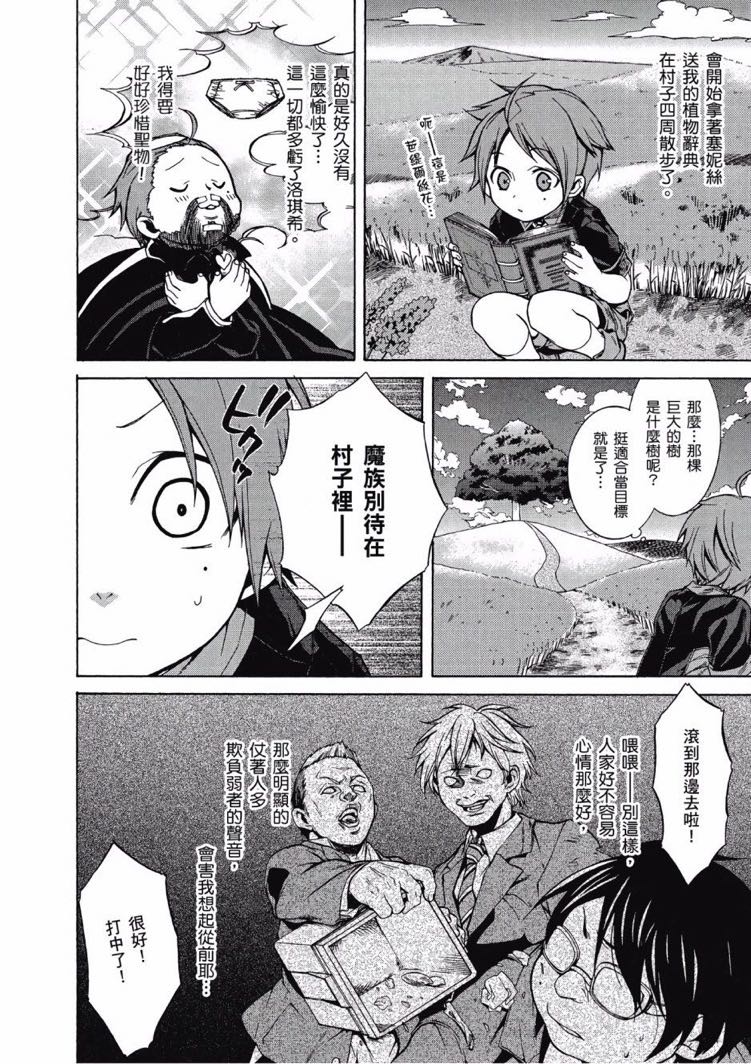 會開始拿著塞妮絲
送我的植物辭典
在村子四周散步了。
呃——這是
芭緹爾絲花…
真的是好久沒有
這麼愉快了…
這一切都多虧了洛琪希。
我得要
好好珍惜聖物！
那麼…那棵
巨大的樹
是什麼樹呢？
挺適合當目標
就是了…
魔族別待在
村子裡——
ビクッ
滾到那邊去啦！
喂喂——別這樣，
人家好不容易
心情那麼好，
那麼明顯的
仗著人多
欺負弱者的聲音，
會害我想起從前耶…
很好！
打中了！